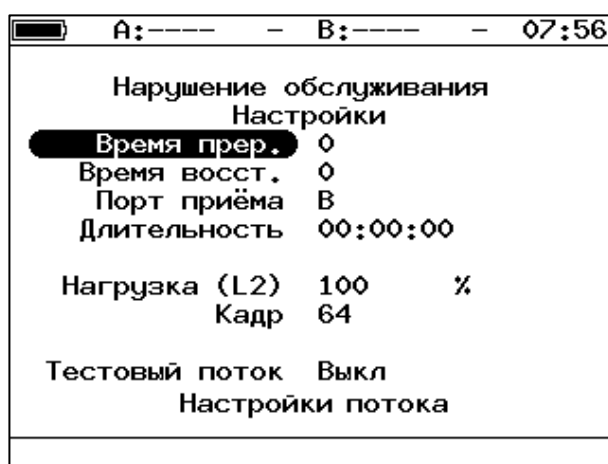 A:---- - B:---- - 07:56
Нарушение обслуживания
Настройки
Время прер. 0
Время восст. 0
Порт приёма B
Длительность 00:00:00
Нагрузка (L2) 100 %
Кадр 64
Тестовый поток Выкл
Настройки потока